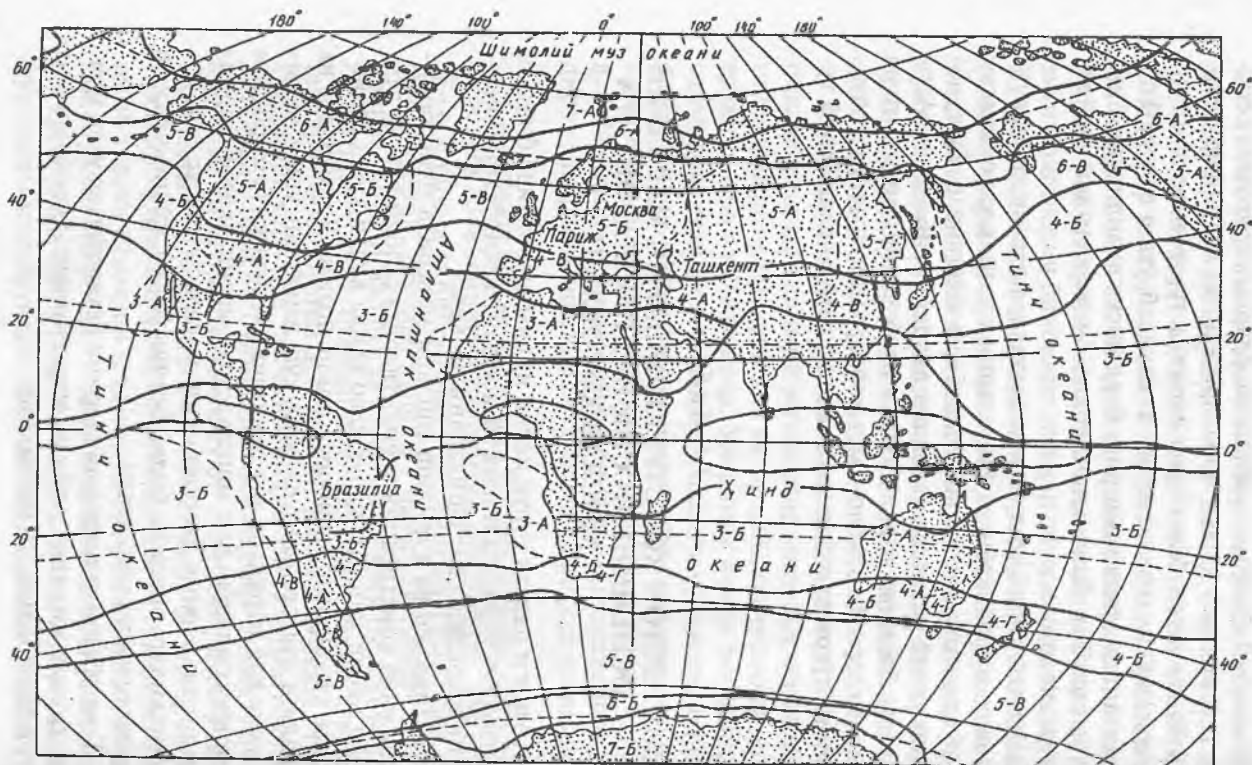 180° 140° 100° 0° 100° 140° 180°
Шимолий муз океани
60° 60°
7-А
6-А 6-А 6-А
5-В 6-В
5-А 5-Б 5-В 5-А 5-А
Москва
5-Б
4-Б 5-Г 4-Б
40° 40°
Париж
4-В
Ташкент
4-А 4-В 4-А 4-В
Атлантик океани
Тинч океани
3-А 3-Б 3-Б 3-А 3-Б
20° 20°
Тинч океани
0° 0°
3-Б Бразилиа 3-Б 3-А
Ҳинд океани
3-Б 3-А 3-Б
20° 20°
3-Б
4-В 4-Г 4-Б 4-Г
4-А 4-Б 4-А 4-Г
4-Г
40° 4-Б 40°
5-В
5-В 5-В
6-Б
7-Б